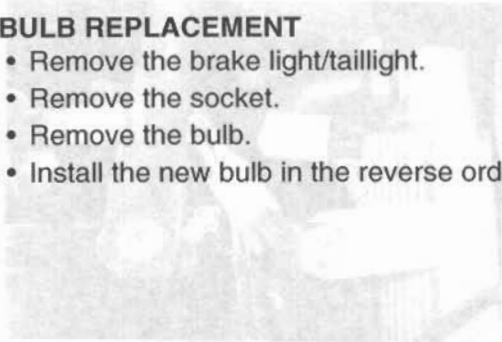 BULB REPLACEMENT
• Remove the brake light/taillight.
• Remove the socket.
• Remove the bulb.
• Install the new bulb in the reverse ord